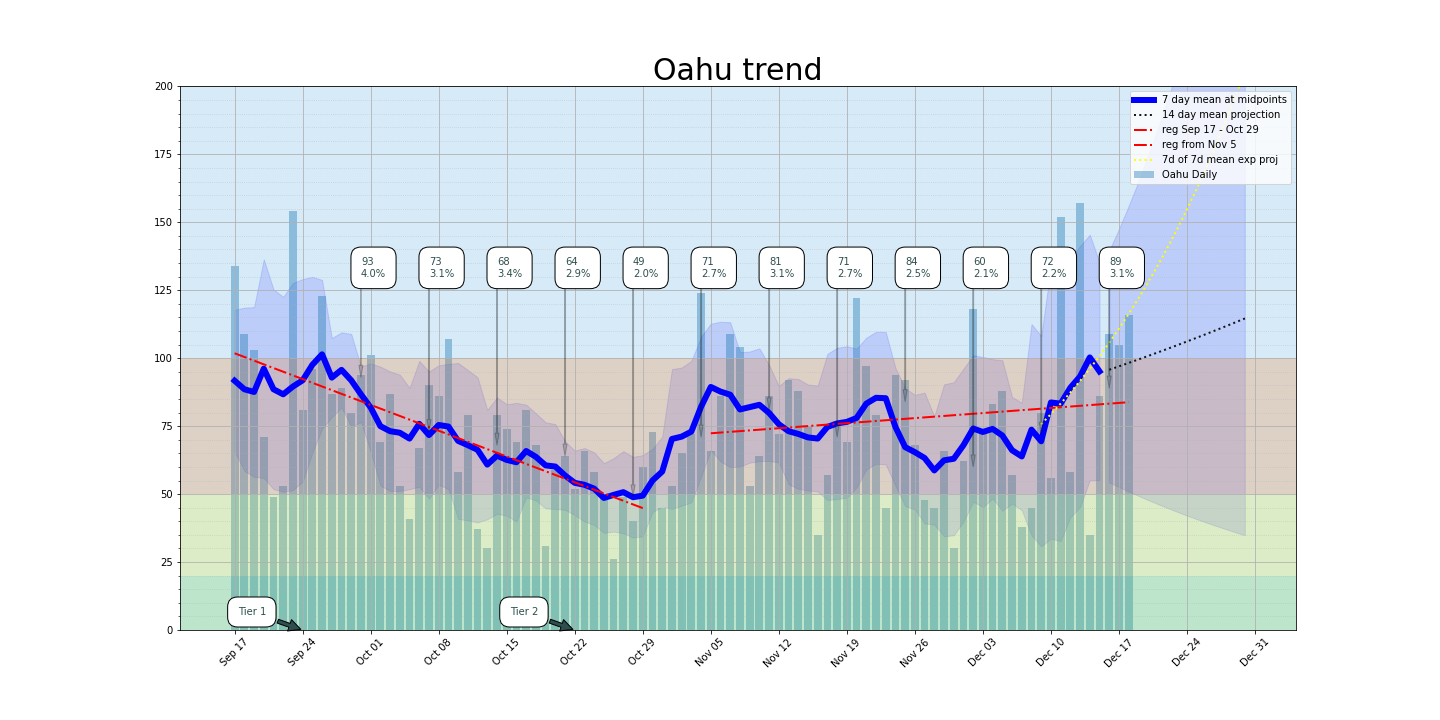 Oahu trend
200
175
150
125
100
75
50
25
0
7 day mean at midpoints
14 day mean projection
reg Sep 17 - Oct 29
reg from Nov 5
7d of 7d mean exp proj
Oahu Daily
93
4.0%
73
3.1%
68
3.4%
64
2.9%
49
2.0%
71
2.7%
81
3.1%
71
2.7%
84
2.5%
60
2.1%
72
2.2%
89
3.1%
Tier 1
Tier 2
Sep 17
Sep 24
Oct 01
Oct 08
Oct 15
Oct 22
Oct 29
Nov 05
Nov 12
Nov 19
Nov 26
Dec 03
Dec 10
Dec 17
Dec 24
Dec 31